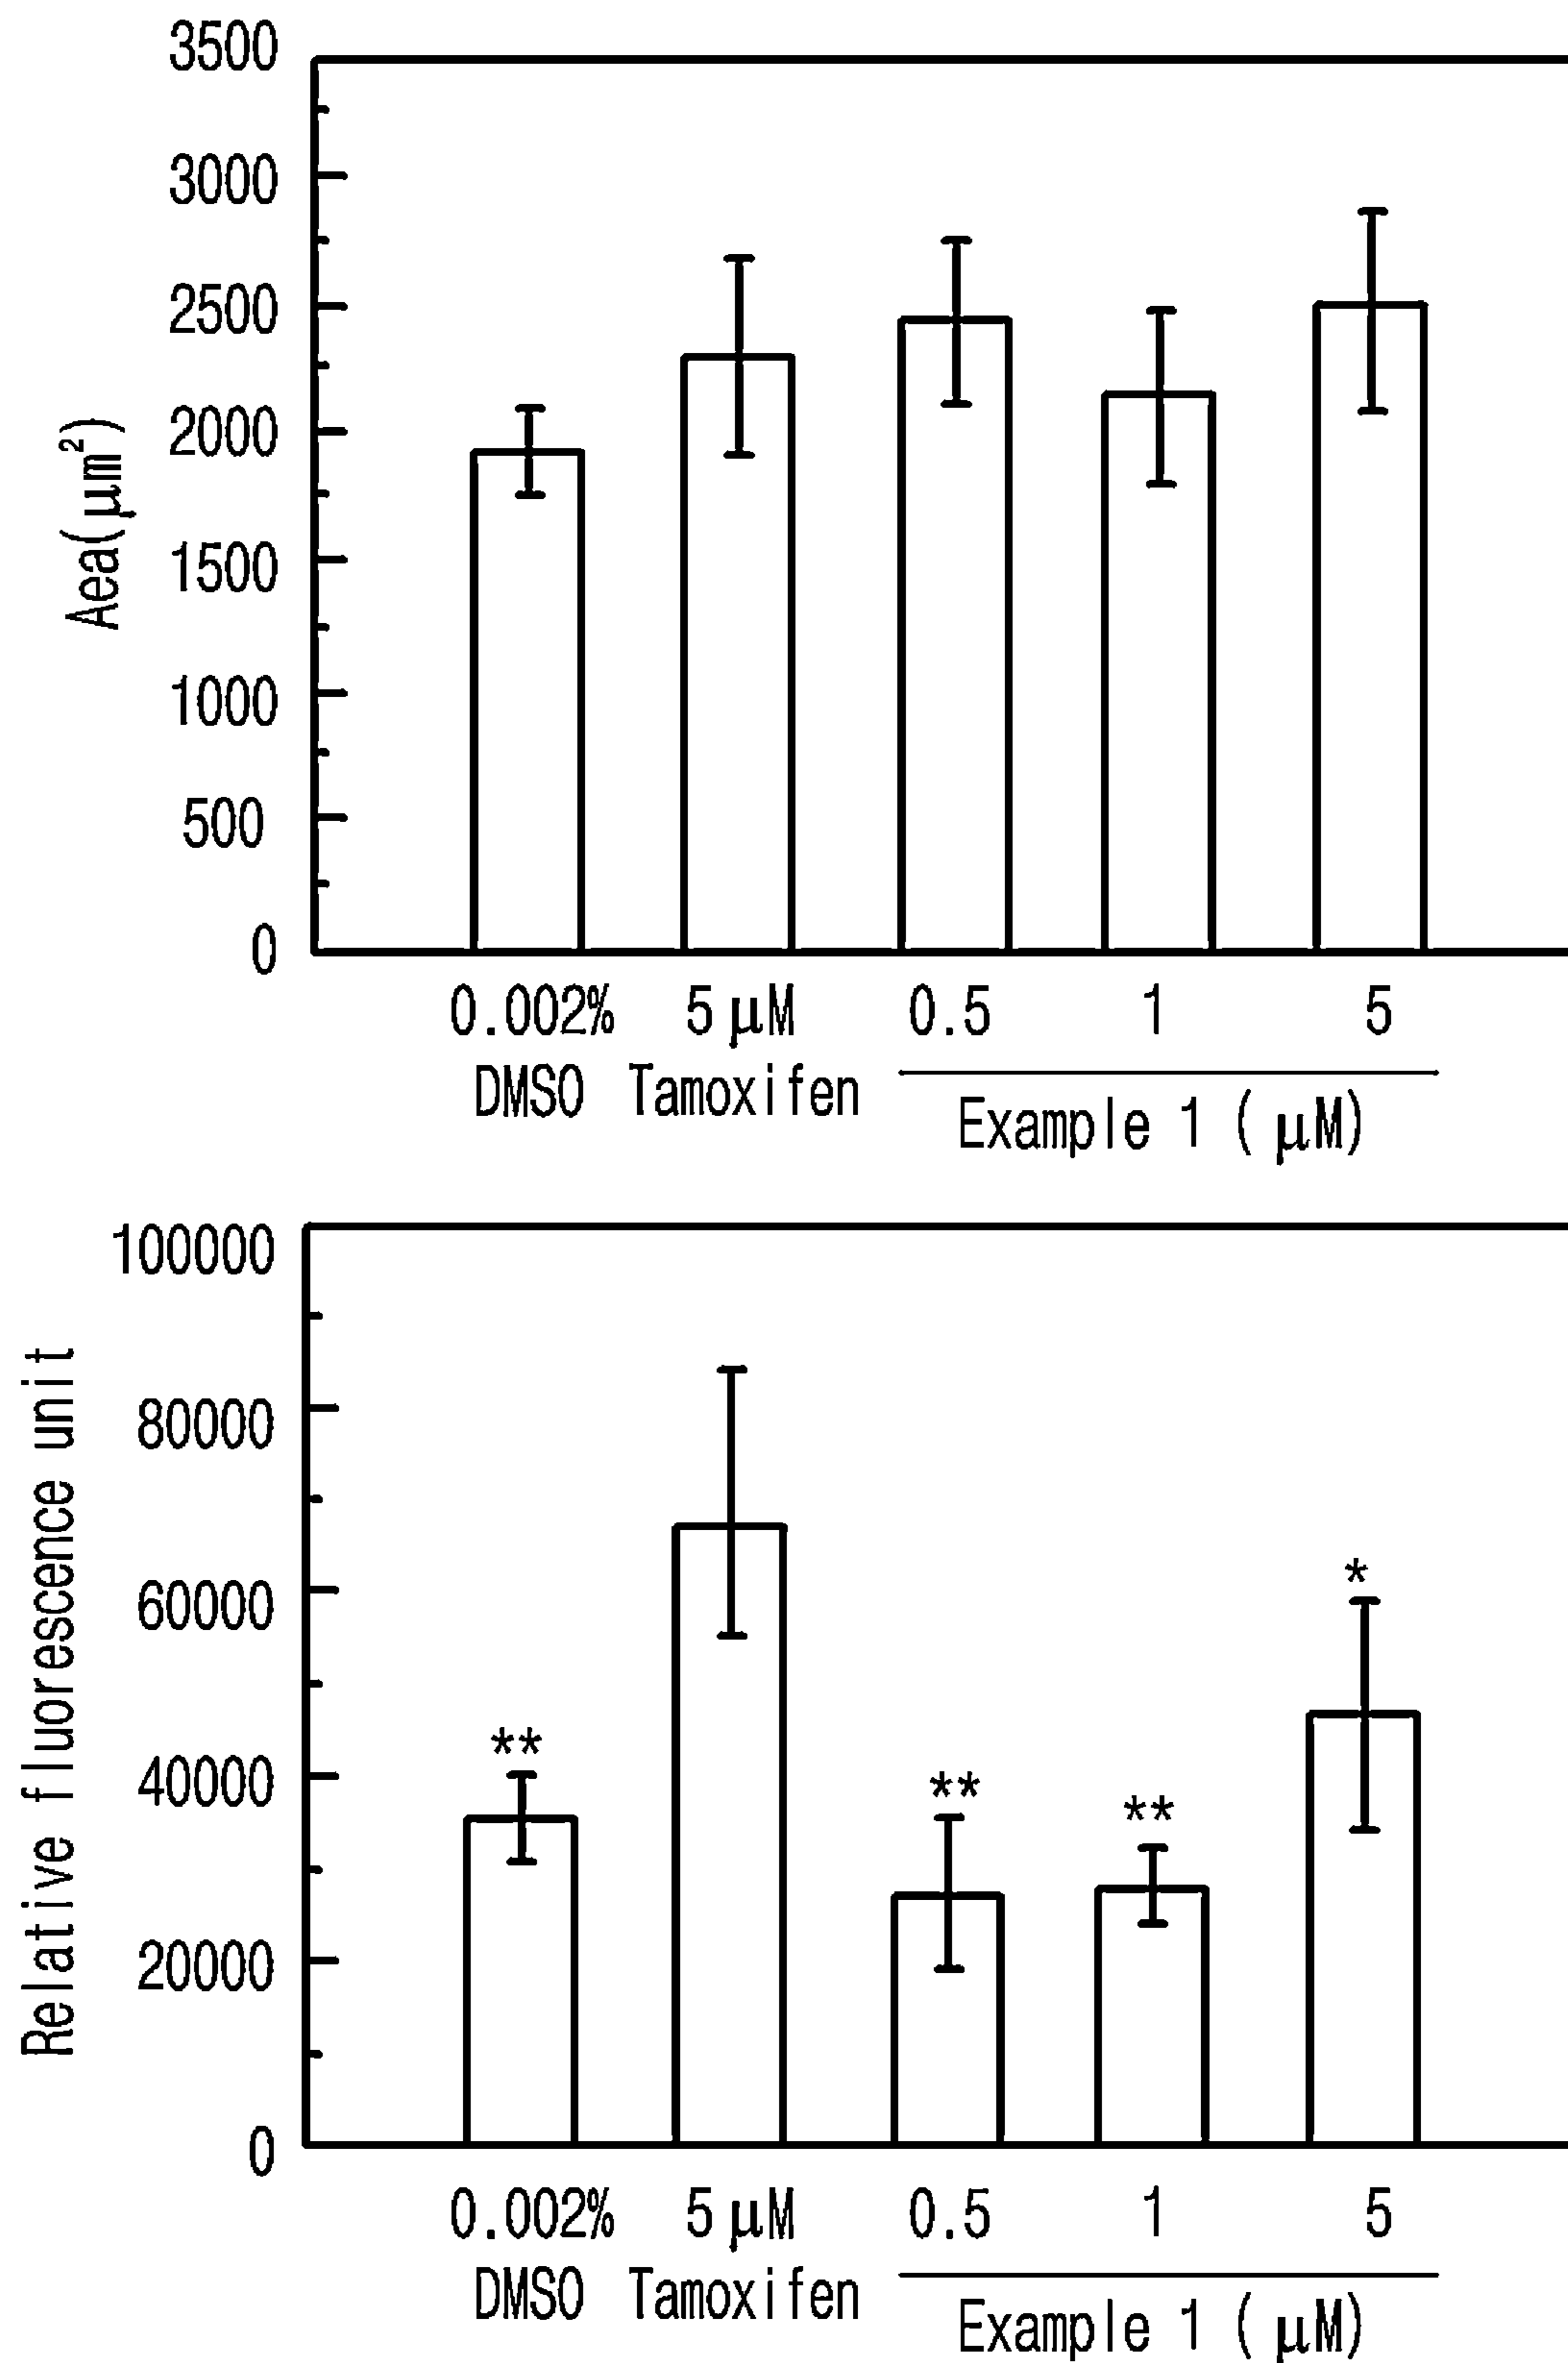 3500
3000
2500
2000
1500
1000
500
0
Aea(μm²)
0.002% 5 μM 0.5 1 5
DMSO Tamoxifen
Example 1 ( μM)
100000
80000
60000
40000
20000
0
Relative fluorescence unit
**
**
**
*
0.002% 5 μM 0.5 1 5
DMSO Tamoxifen
Example 1 ( μM)